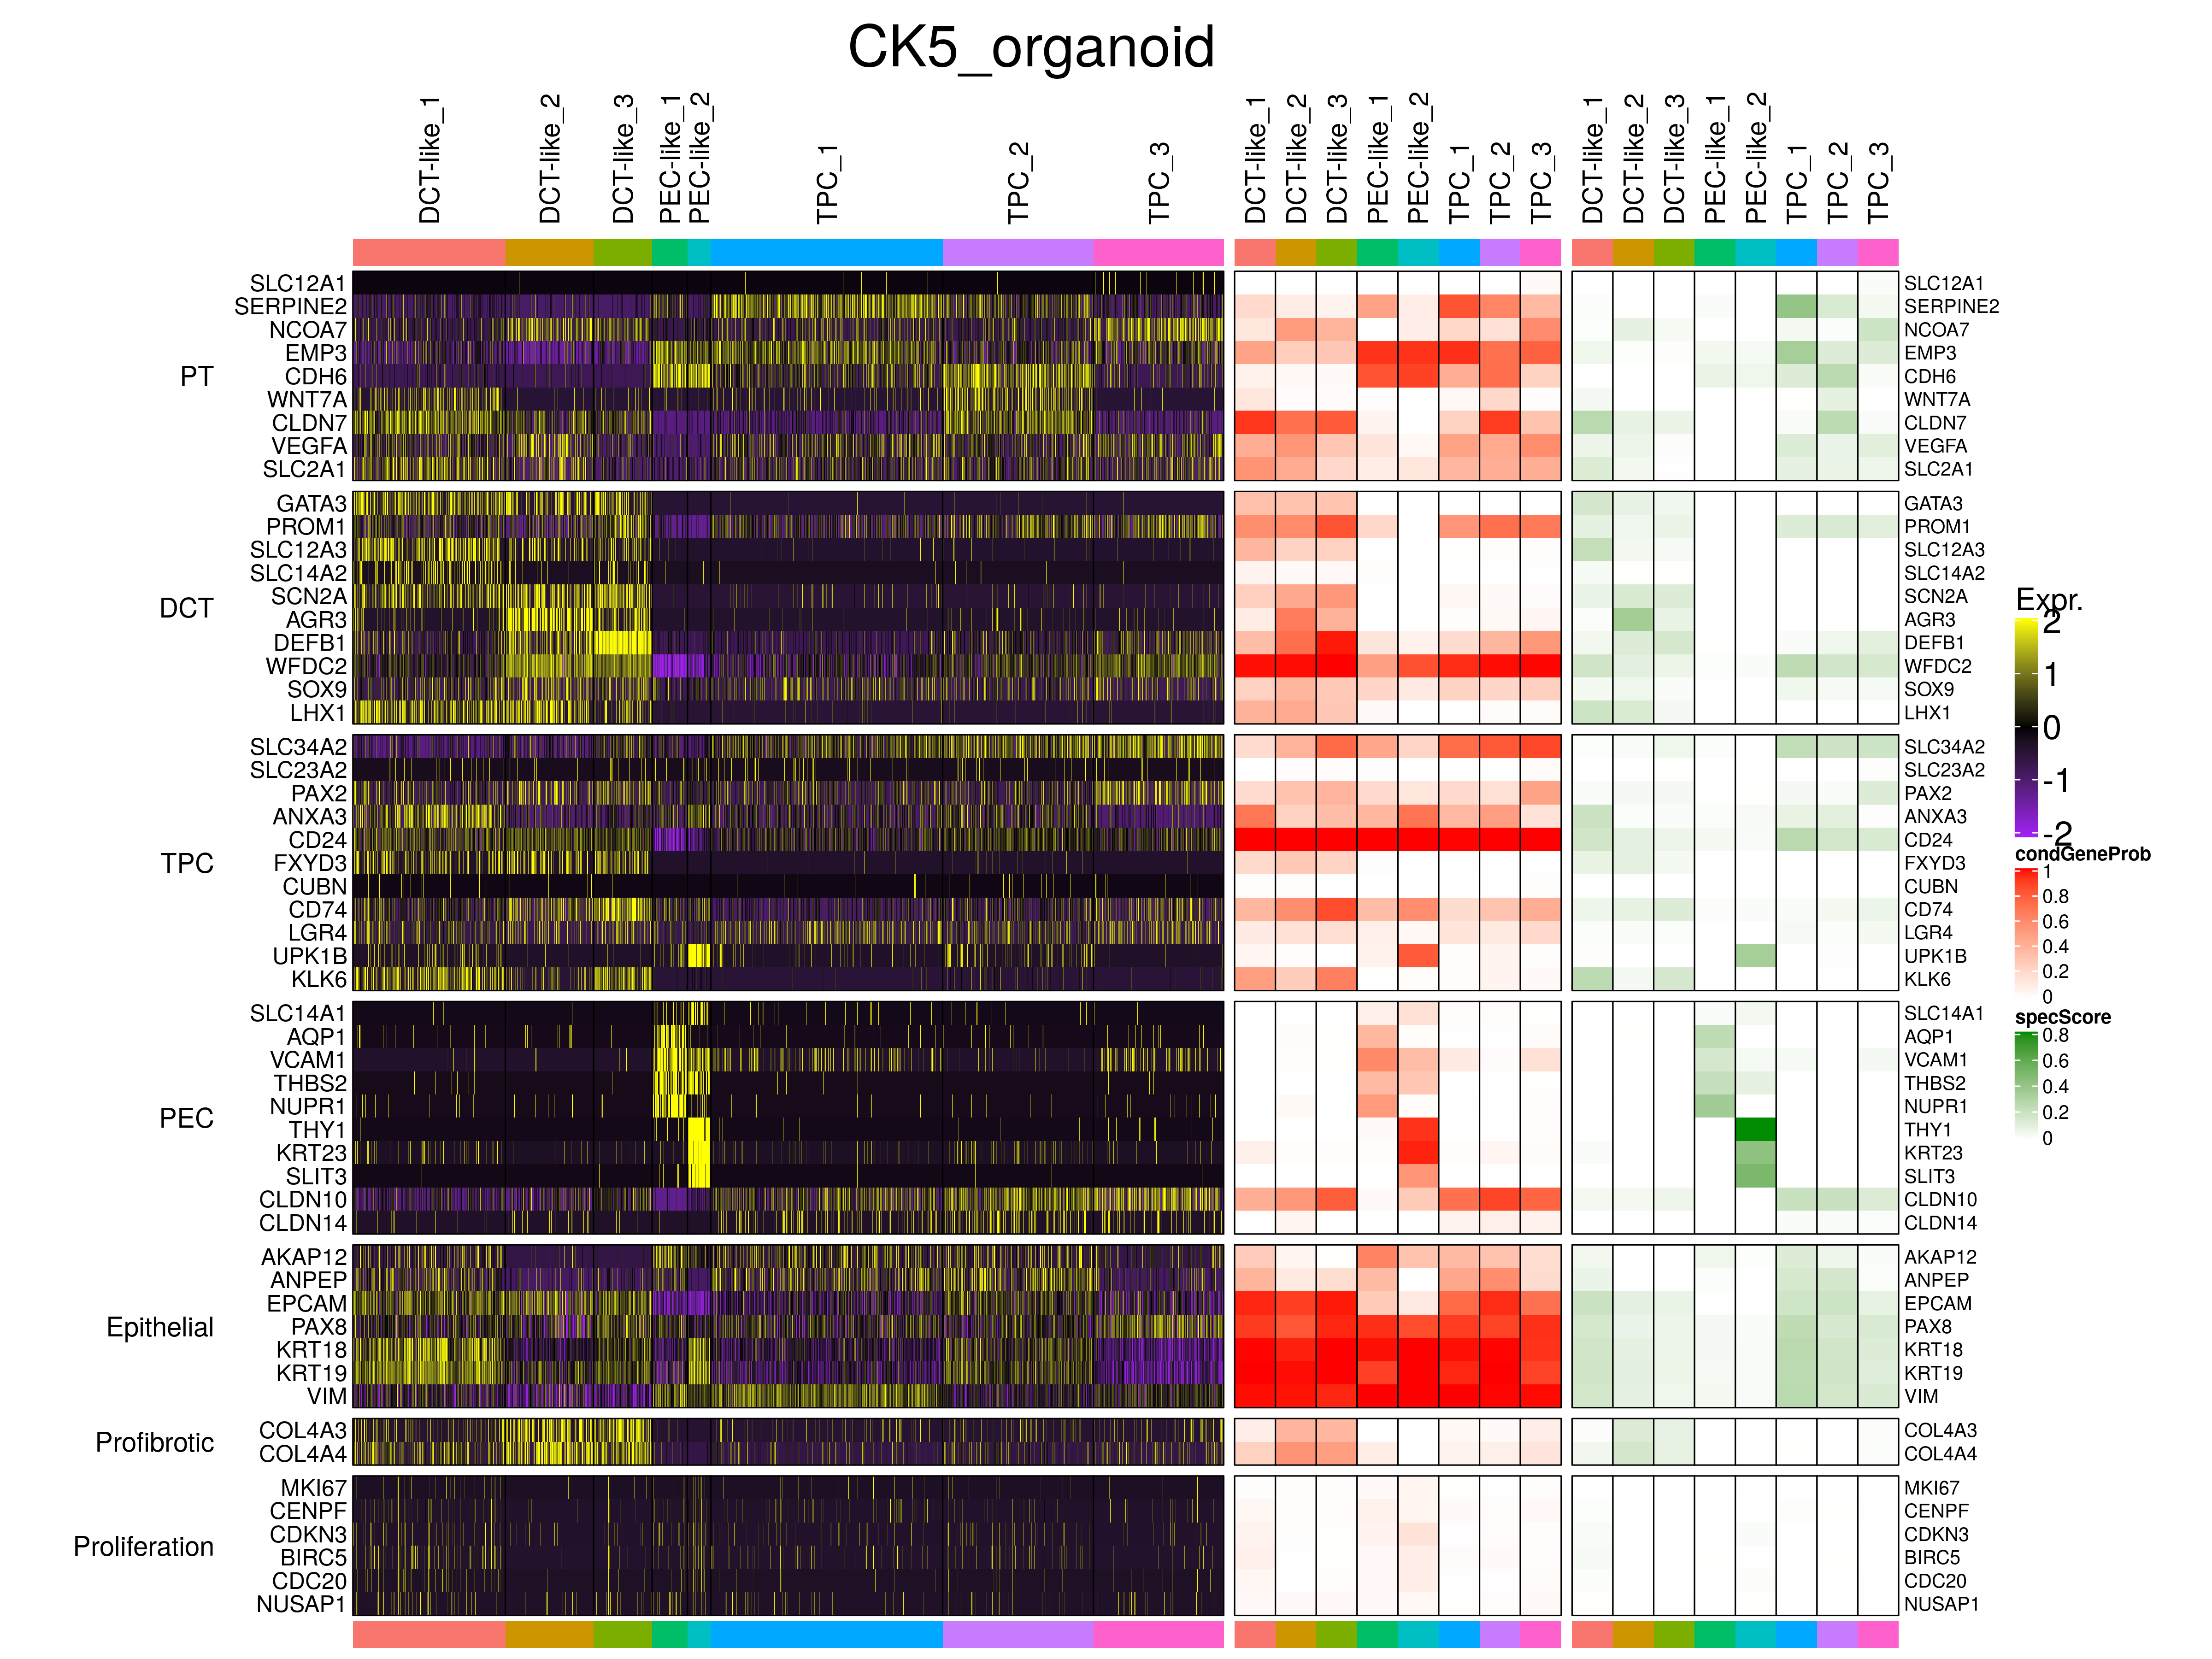 CK5_organoid
DCT-like_1
DCT-like_2
DCT-like_3
PEC-like_1
PEC-like_2
TPC_1
TPC_2
TPC_3
DCT-like_1
DCT-like_2
DCT-like_3
PEC-like_1
PEC-like_2
TPC_1
TPC_2
TPC_3
DCT-like_1
DCT-like_2
DCT-like_3
PEC-like_1
PEC-like_2
TPC_1
TPC_2
TPC_3
PT
SLC12A1
SERPINE2
NCOA7
EMP3
CDH6
WNT7A
CLDN7
VEGFA
SLC2A1
DCT
GATA3
PROM1
SLC12A3
SLC14A2
SCN2A
AGR3
DEFB1
WFDC2
SOX9
LHX1
TPC
SLC34A2
SLC23A2
PAX2
ANXA3
CD24
FXYD3
CUBN
CD74
LGR4
UPK1B
KLK6
PEC
SLC14A1
AQP1
VCAM1
THBS2
NUPR1
THY1
KRT23
SLIT3
CLDN10
CLDN14
Epithelial
AKAP12
ANPEP
EPCAM
PAX8
KRT18
KRT19
VIM
Profibrotic
COL4A3
COL4A4
Proliferation
MKI67
CENPF
CDKN3
BIRC5
CDC20
NUSAP1
SLC12A1
SERPINE2
NCOA7
EMP3
CDH6
WNT7A
CLDN7
VEGFA
SLC2A1
GATA3
PROM1
SLC12A3
SLC14A2
SCN2A
AGR3
DEFB1
WFDC2
SOX9
LHX1
SLC34A2
SLC23A2
PAX2
ANXA3
CD24
FXYD3
CUBN
CD74
LGR4
UPK1B
KLK6
SLC14A1
AQP1
VCAM1
THBS2
NUPR1
THY1
KRT23
SLIT3
CLDN10
CLDN14
AKAP12
ANPEP
EPCAM
PAX8
KRT18
KRT19
VIM
COL4A3
COL4A4
MKI67
CENPF
CDKN3
BIRC5
CDC20
NUSAP1
Expr.
2
1
0
-1
-2
condGeneProb
1
0.8
0.6
0.4
0.2
0
specScore
0.8
0.6
0.4
0.2
0